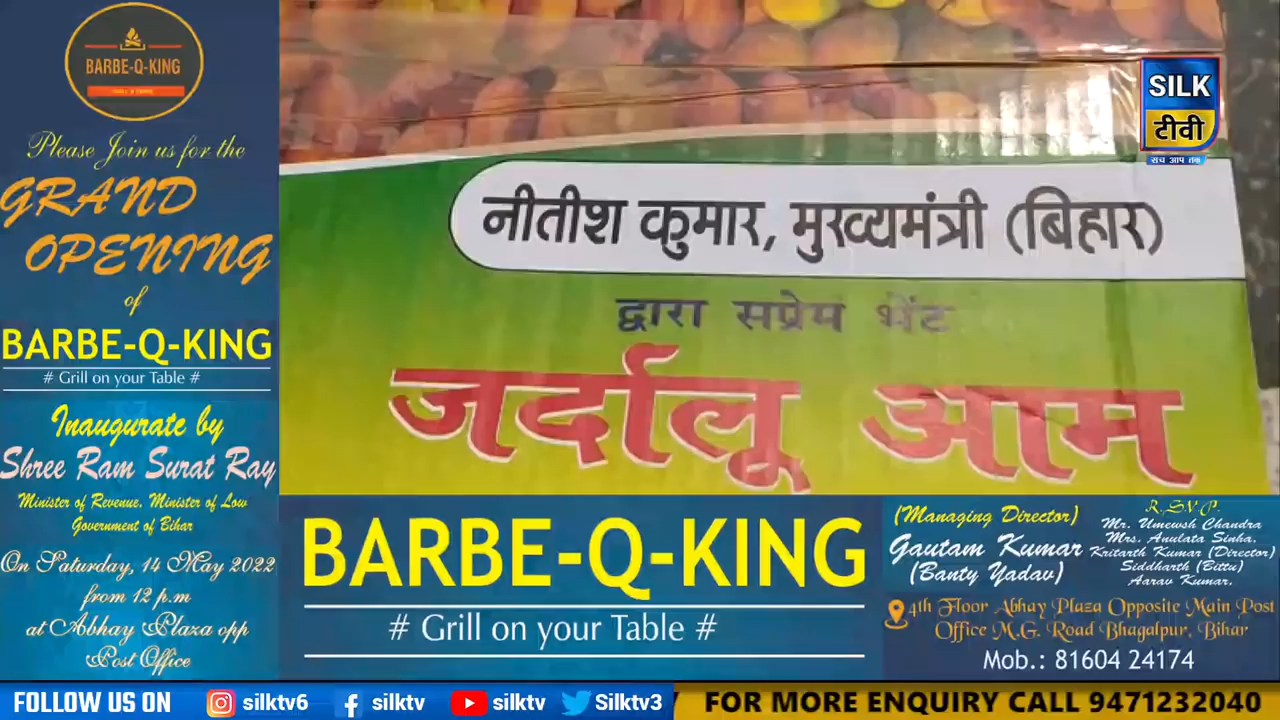 BARBE-Q-KING
Please Join us for the
GRAND
OPENING
of
BARBE-Q-KING
# Grill on your Table #
Inaugurate by
Shree Ram Surat Ray
Minister of Revenue, Minister of Low
Government of Bihar
On Saturday, 14 May 2022
from 12 p.m
at Abhay Plaza opp
Post Office
SILK
टीवी
सच आप तक
नीतीश कुमार, मुख्यमंत्री (बिहार)
द्वारा सप्रेम भेंट
जर्दालू आम
BARBE-Q-KING
# Grill on your Table #
(Managing Director)
Gautam Kumar
(Banty Yadav)
R.S.V.P.
Mr. Umewsh Chandra
Mrs. Anulata Sinha,
Kritarth Kumar (Director)
Siddharth (Bittu)
Aarav Kumar.
4th Floor Abhay Plaza Opposite Main Post
Office M.G. Road Bhagalpur, Bihar
Mob.: 81604 24174
FOLLOW US ON silktv6 silktv silktv Silktv3
FOR MORE ENQUIRY CALL 9471232040